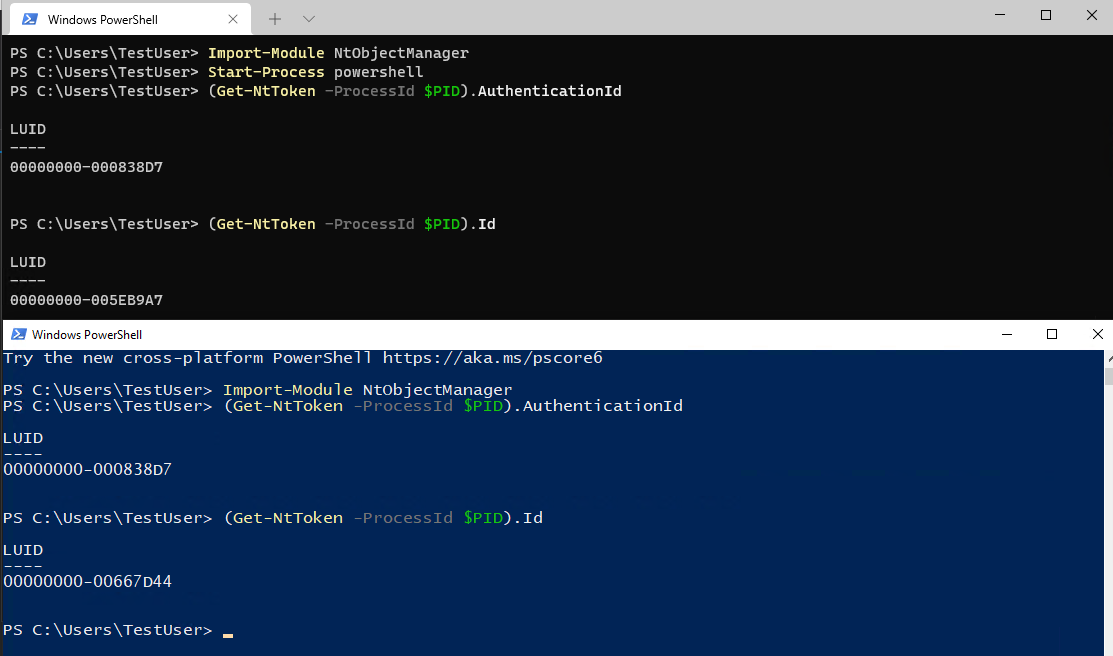 Windows PowerShell
PS C:\Users\TestUser> Import-Module NtObjectManager
PS C:\Users\TestUser> Start-Process powershell
PS C:\Users\TestUser> (Get-NtToken -ProcessId $PID).AuthenticationId
LUID
----
00000000-000838D7
PS C:\Users\TestUser> (Get-NtToken -ProcessId $PID).Id
LUID
----
00000000-005EB9A7
Windows PowerShell
Try the new cross-platform PowerShell https://aka.ms/pscore6
PS C:\Users\TestUser> Import-Module NtObjectManager
PS C:\Users\TestUser> (Get-NtToken -ProcessId $PID).AuthenticationId
LUID
----
00000000-000838D7
PS C:\Users\TestUser> (Get-NtToken -ProcessId $PID).Id
LUID
----
00000000-00667D44
PS C:\Users\TestUser>